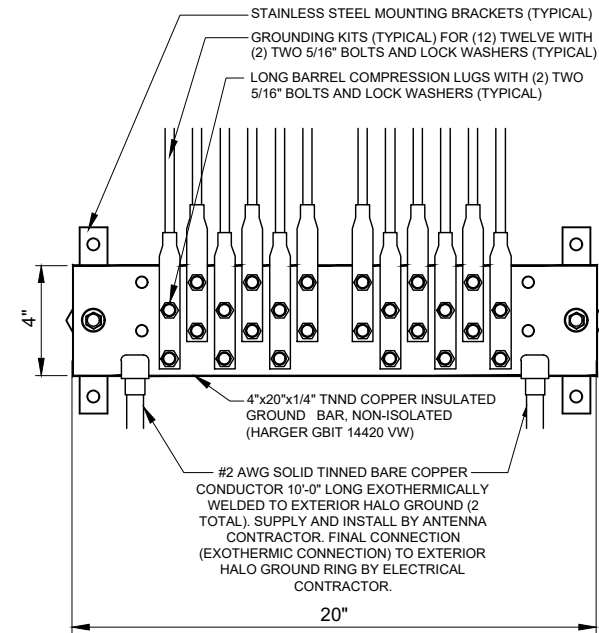 STAINLESS STEEL MOUNTING BRACKETS (TYPICAL)
GROUNDING KITS (TYPICAL) FOR (12) TWELVE WITH
(2) TWO 5/16" BOLTS AND LOCK WASHERS (TYPICAL)
LONG BARREL COMPRESSION LUGS WITH (2) TWO
5/16" BOLTS AND LOCK WASHERS (TYPICAL)
4"
4"x20"x1/4" TNND COPPER INSULATED
GROUND BAR, NON-ISOLATED
(HARGER GBIT 14420 VW)
#2 AWG SOLID TINNED BARE COPPER
CONDUCTOR 10'-0" LONG EXOTHERMICALLY
WELDED TO EXTERIOR HALO GROUND (2
TOTAL). SUPPLY AND INSTALL BY ANTENNA
CONTRACTOR. FINAL CONNECTION
(EXOTHERMIC CONNECTION) TO EXTERIOR
HALO GROUND RING BY ELECTRICAL
CONTRACTOR.
20"